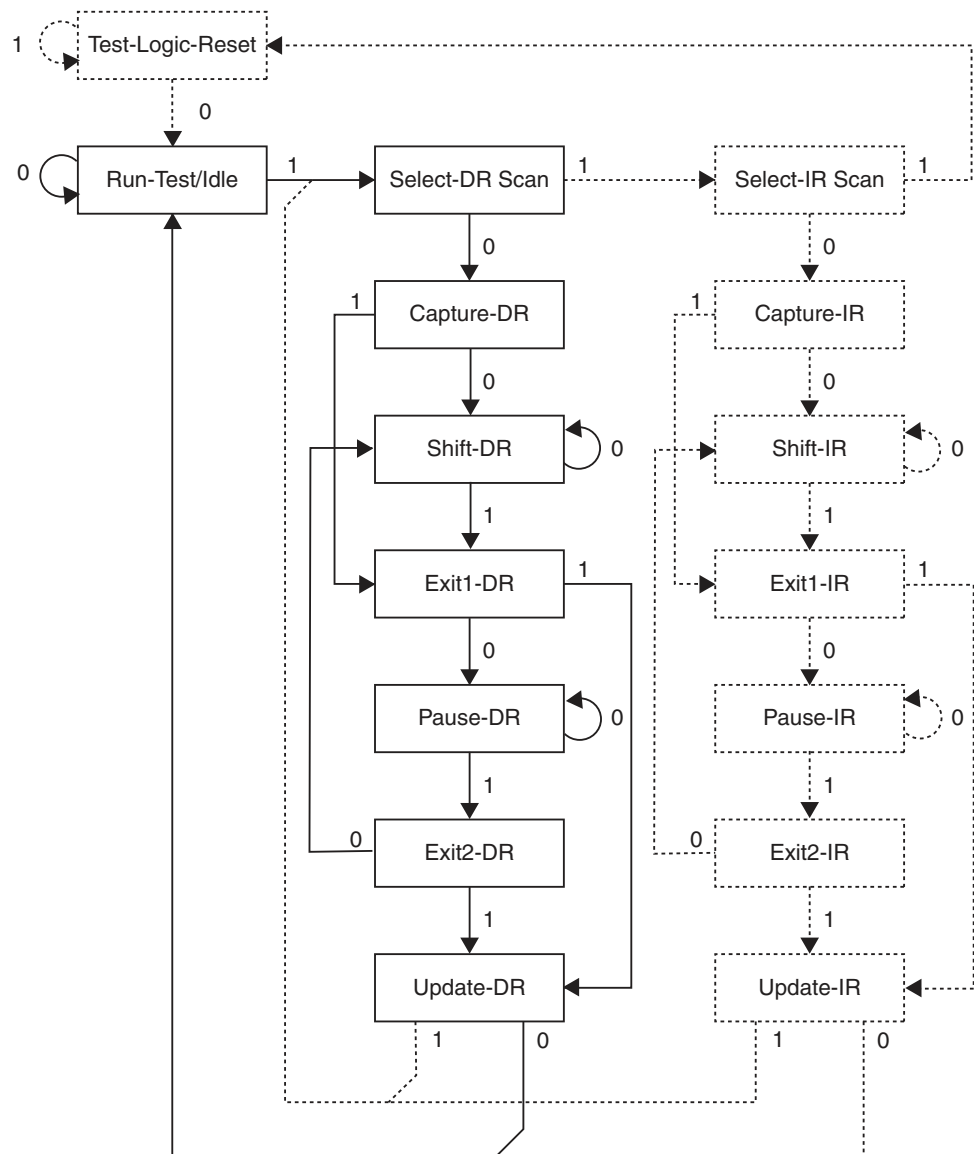 1 Test-Logic-Reset
0
0 Run-Test/Idle 1 Select-DR Scan 1 Select-IR Scan 1
0 0
1 Capture-DR 1 Capture-IR
0 0
Shift-DR 0 Shift-IR 0
1 1
Exit1-DR 1 Exit1-IR 1
0 0
Pause-DR 0 Pause-IR 0
1 1
0 Exit2-DR 0 Exit2-IR
1 1
Update-DR Update-IR
1 0 1 0